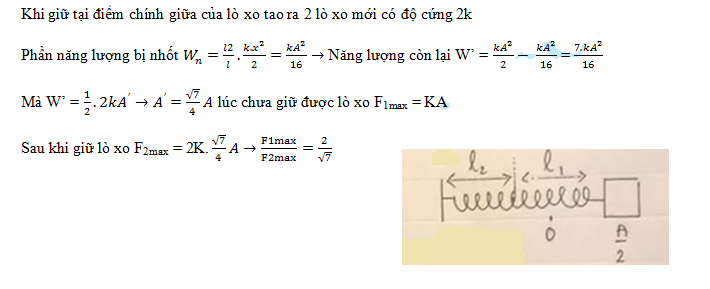 Khi giữ tại điểm chính giữa của lò xo tao ra 2 lò xo mới có độ cứng 2k
Phần năng lượng bị nhốt Wₙ = l2/l . k.x²/2 = kA²/16 → Năng lượng còn lại W’ = kA²/2 − kA²/16 = 7.kA²/16
Mà W’ = 1/2 . 2kA′ → A′ = √7/4 A lúc chưa giữ được lò xo F₁max = KA
Sau khi giữ lò xo F₂max = 2K. √7/4 A → F1max/F2max = 2/√7
l₂ l₁
O A/2